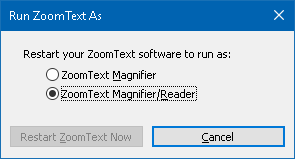 Run ZoomText As
Restart your ZoomText software to run as:
ZoomText Magnifier
ZoomText Magnifier/Reader
Restart ZoomText Now
Cancel